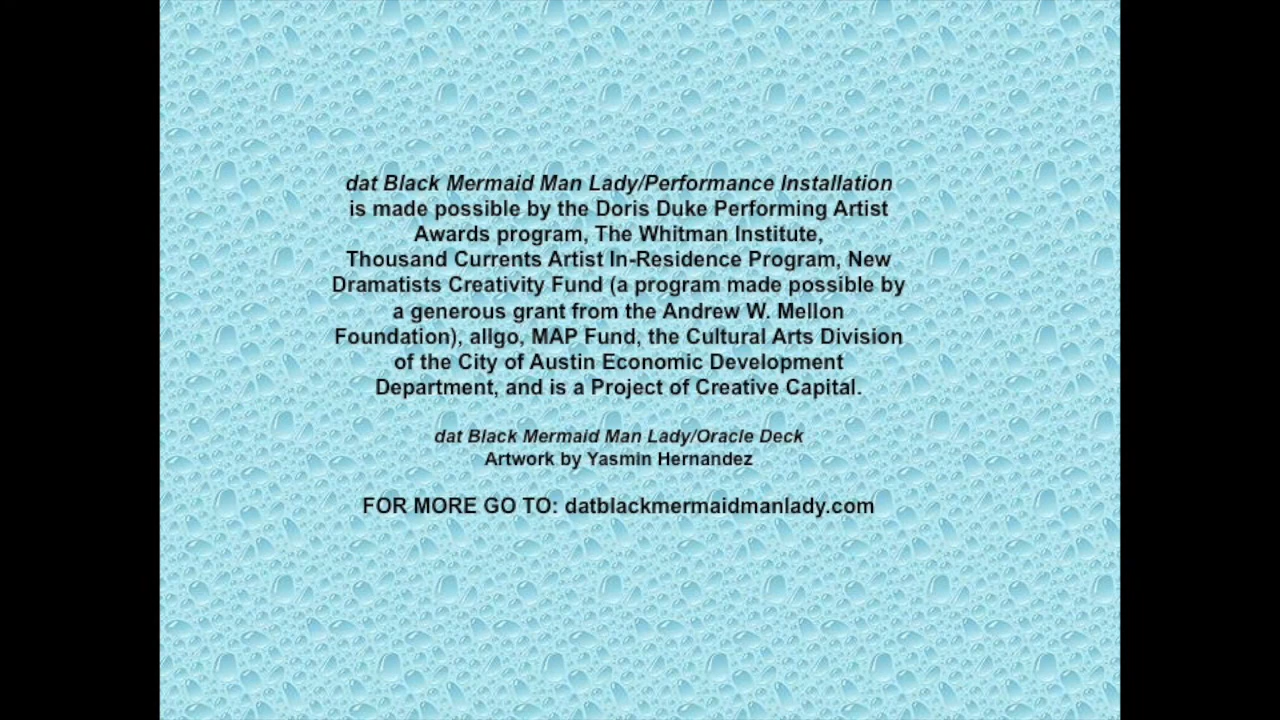 dat Black Mermaid Man Lady/Performance Installation
is made possible by the Doris Duke Performing Artist
Awards program, The Whitman Institute,
Thousand Currents Artist In-Residence Program, New
Dramatists Creativity Fund (a program made possible by
a generous grant from the Andrew W. Mellon
Foundation), allgo, MAP Fund, the Cultural Arts Division
of the City of Austin Economic Development
Department, and is a Project of Creative Capital.
dat Black Mermaid Man Lady/Oracle Deck
Artwork by Yasmin Hernandez
FOR MORE GO TO: datblackmermaidmanlady.com